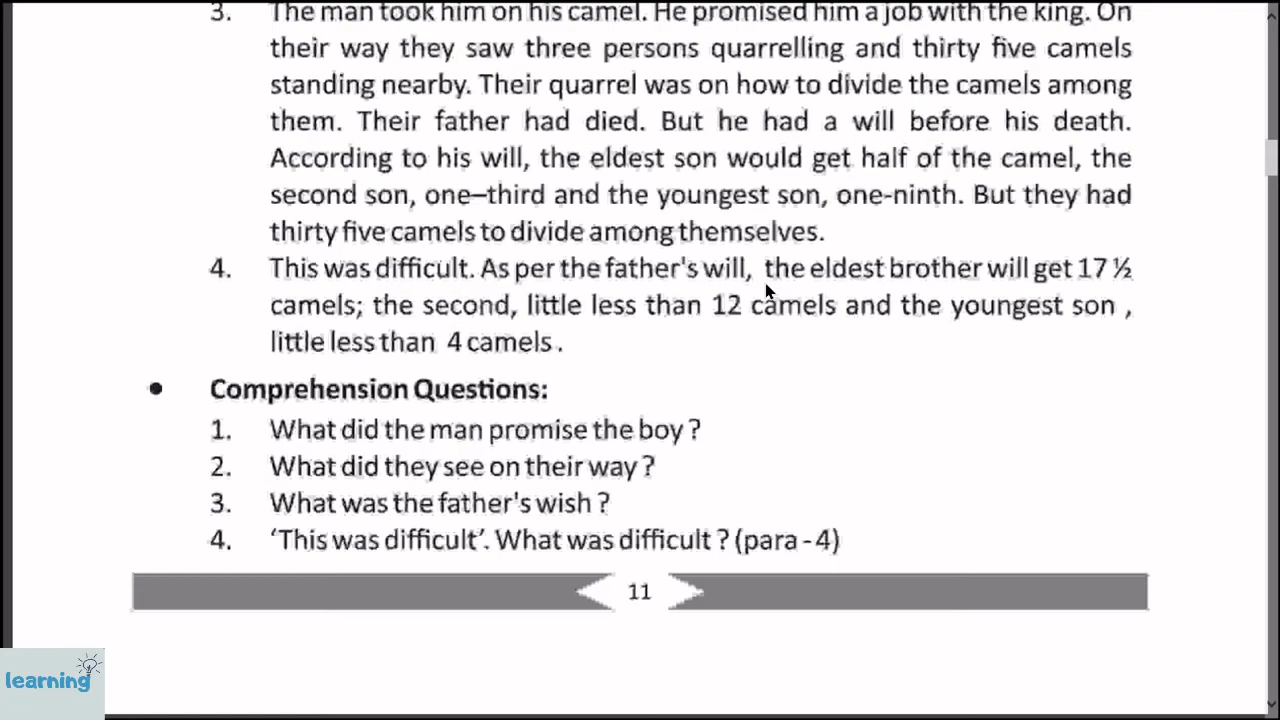 3. The man took him on his camel. He promised him a job with the king. On
their way they saw three persons quarrelling and thirty five camels
standing nearby. Their quarrel was on how to divide the camels among
them. Their father had died. But he had a will before his death.
According to his will, the eldest son would get half of the camel, the
second son, one–third and the youngest son, one-ninth. But they had
thirty five camels to divide among themselves.
4. This was difficult. As per the father's will, the eldest brother will get 17 ½
camels; the second, little less than 12 camels and the youngest son ,
little less than 4 camels .
• Comprehension Questions:
1. What did the man promise the boy ?
2. What did they see on their way ?
3. What was the father's wish ?
4. ‘This was difficult’. What was difficult ? (para - 4)
11
learning